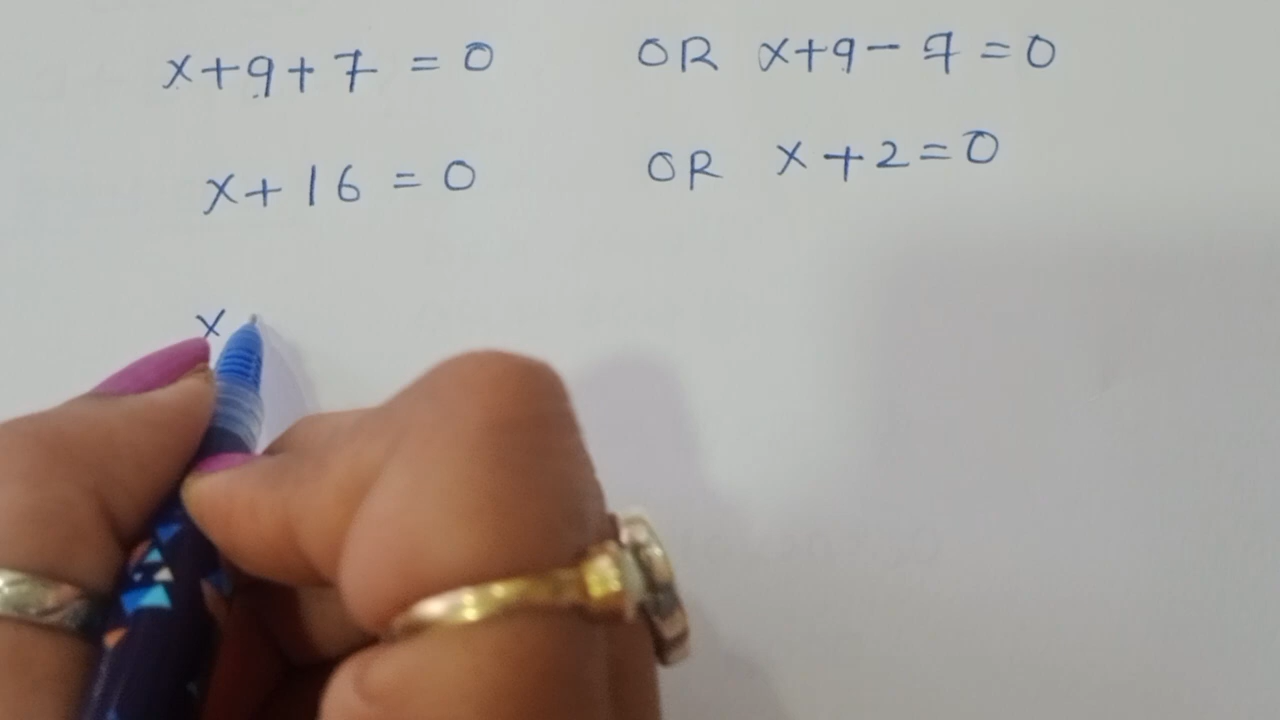 x+9+7 = 0 OR x+9-7=0
x+16 = 0 OR x+2=0
x